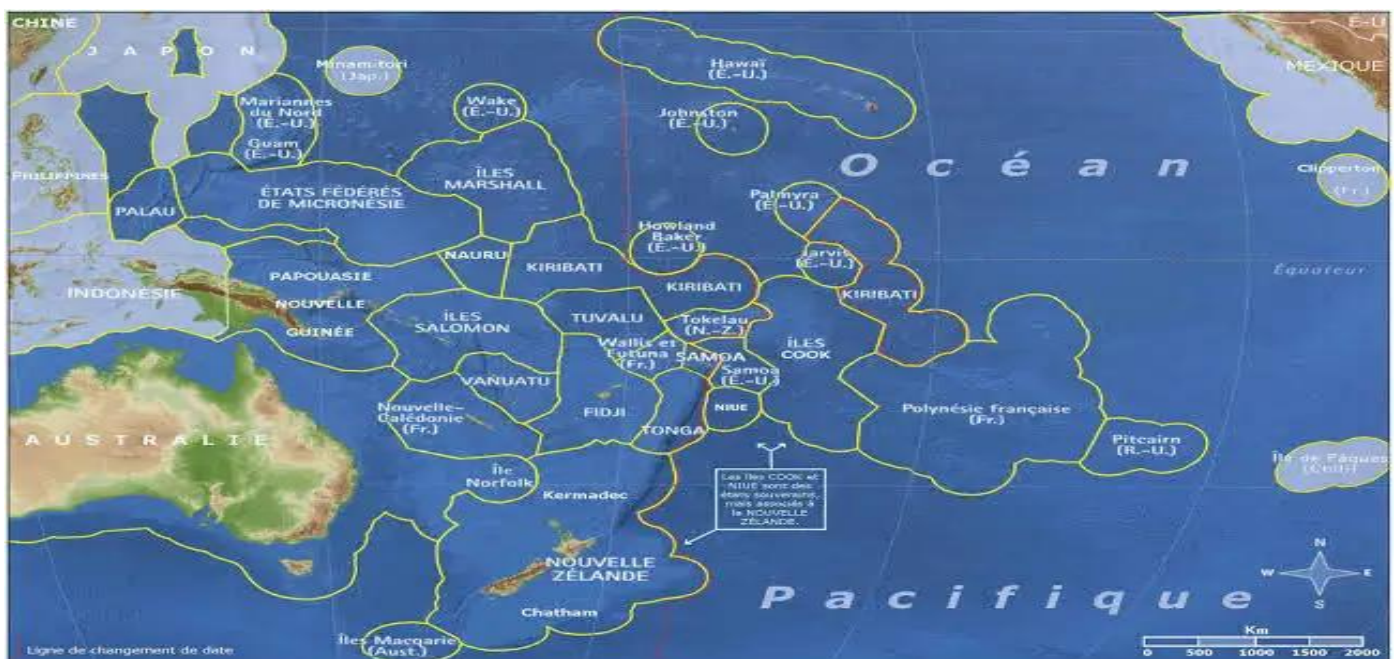 CHINE
É-U
J A P O N
Minami-tori
(Jap.)
Hawaï
(É.-U.)
MEXIQUE
Mariannes
du Nord
(É.-U.)
Guam
(É.-U.)
Wake
(É.-U.)
Johnston
(É.-U.)
Océan
PHILIPPINES
PALAU
ÉTATS FÉDÉRÉS
DE MICRONÉSIE
ÎLES
MARSHALL
Palmyra
(É.-U.)
Clipperton
(Fr.)
Howland
Baker
(É.-U.)
Jarvis
(É.-U.)
NAURU
KIRIBATI
KIRIBATI
KIRIBATI
Équateur
INDONÉSIE
PAPOUASIE
NOUVELLE
GUINÉE
ÎLES
SALOMON
TUVALU
Tokelau
(N.-Z.)
Wallis et
Futuna
(Fr.)
SAMOA
Samoa
(É.-U.)
ÎLES
COOK
VANUATU
FIDJI
TONGA
NIUE
Nouvelle-
Calédonie
(Fr.)
Polynésie française
(Fr.)
Pitcairn
(R.-U.)
Île de Pâques
(Chili)
AUSTRALIE
Île
Norfolk
Kermadec
Les îles COOK et
NIUE sont des
états souverains,
mais associés à
la NOUVELLE
ZÉLANDE.
NOUVELLE
ZÉLANDE
Chatham
Pacifique
N
W E
S
Îles Macqarie
(Aust.)
Ligne de changement de date
Km
0 500 1000 1500 2000